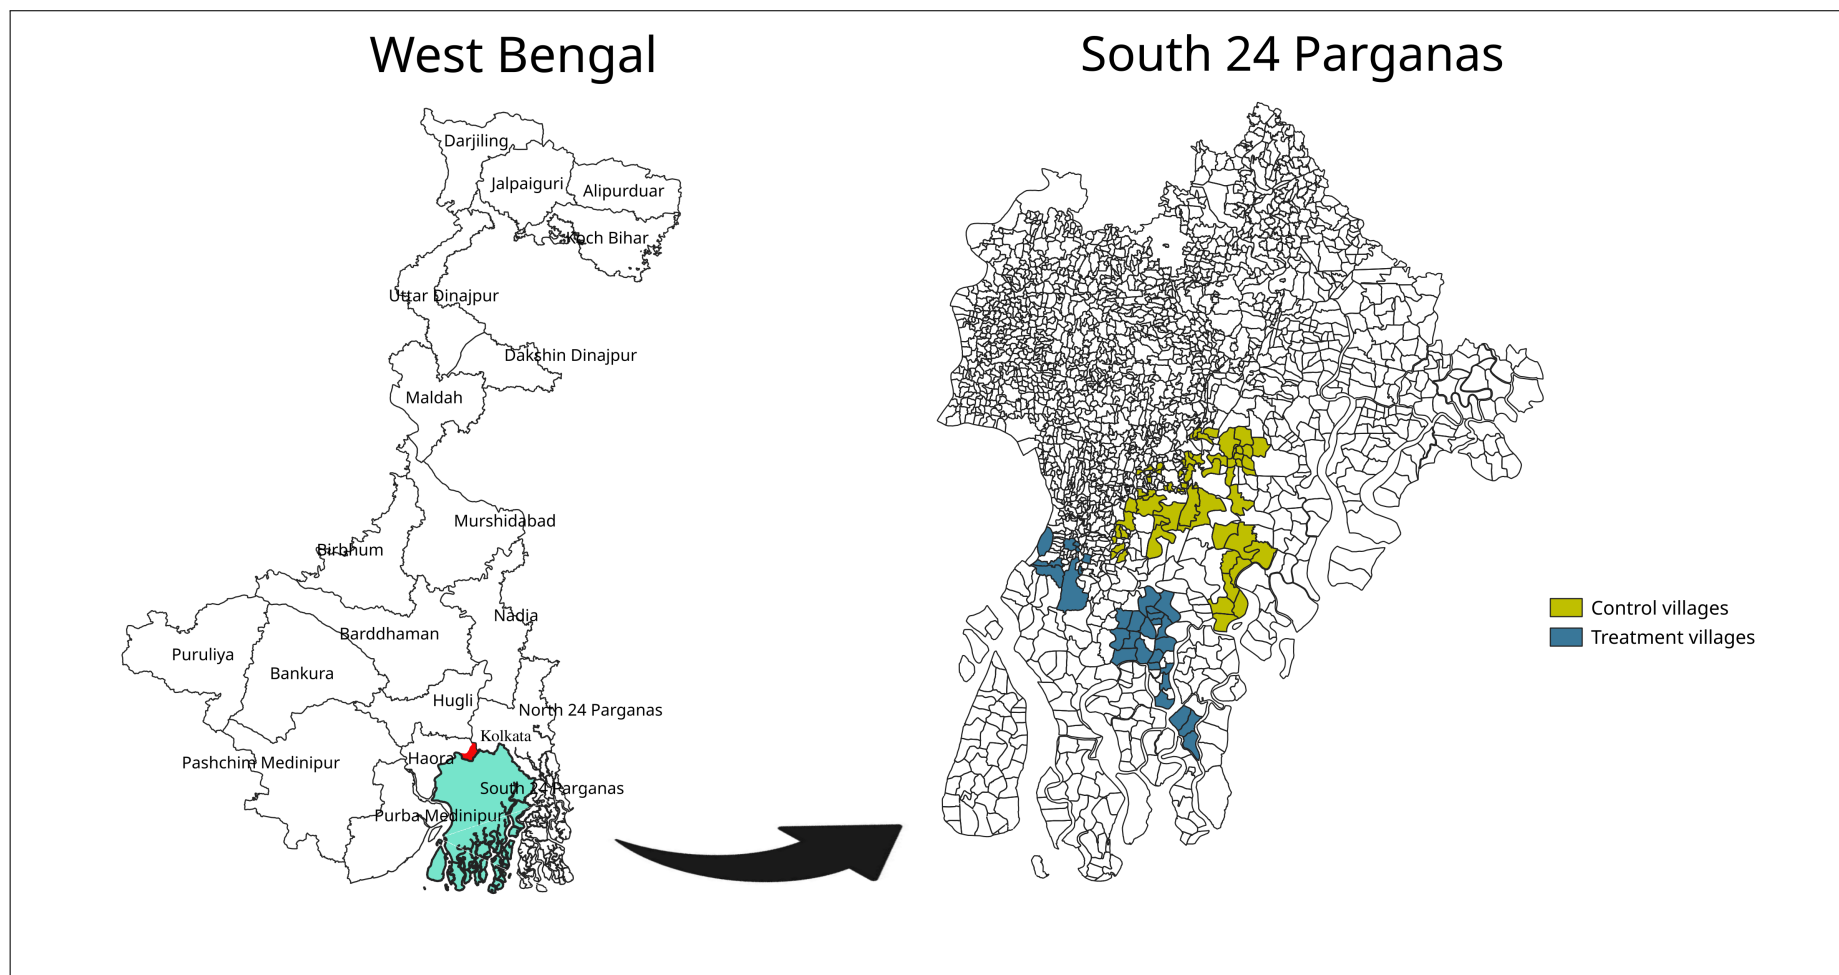 West Bengal
South 24 Parganas
Darjiling
Jalpaiguri
Alipurduar
Koch Bihar
Uttar Dinajpur
Dakshin Dinajpur
Maldah
Murshidabad
Birbhum
Nadia
Barddhaman
Puruliya
Bankura
Hugli
North 24 Parganas
Kolkata
Haora
Pashchim Medinipur
South 24 Parganas
Purba Medinipur
Control villages
Treatment villages